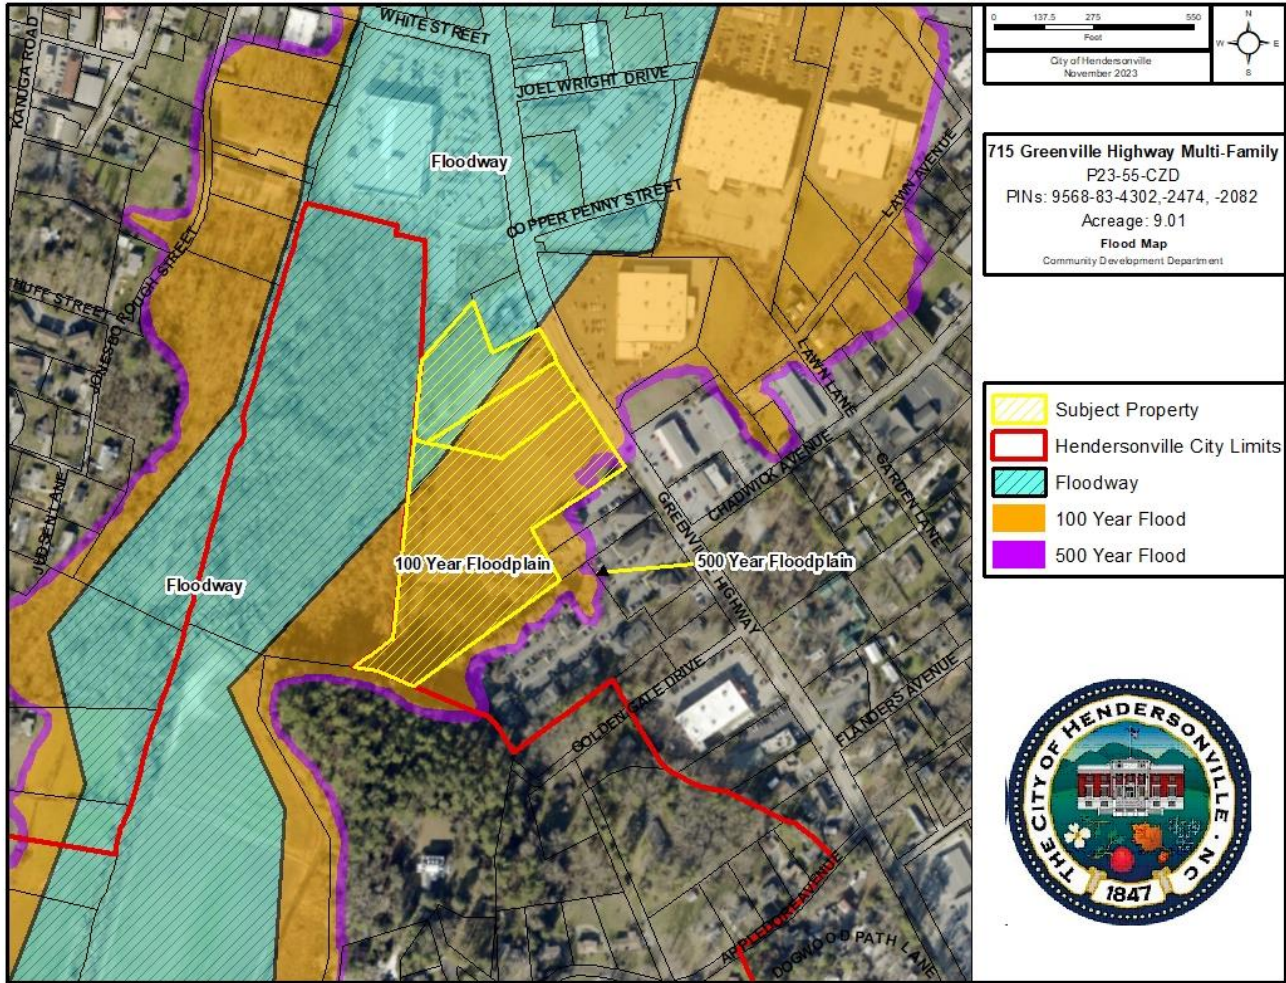 0 137.5 275 550
Feet
City of Hendersonville
November 2023
N
W E
S
715 Greenville Highway Multi-Family
P23-55-CZD
PINs: 9568-83-4302,-2474, -2082
Acreage: 9.01
Flood Map
Community Development Department
Subject Property
Hendersonville City Limits
Floodway
100 Year Flood
500 Year Flood
THE CITY OF HENDERSONVILLE · NC
1847
KANUGA ROAD
WHITE STREET
JOEL WRIGHT DRIVE
Floodway
COPPER PENNY STREET
LAWN AVENUE
HUFF STREET
JONESBOROUGH STREET
LAWN LANE
JUDSEN LANE
CHADWICK AVENUE
GARDEN LANE
GREENVILLE HIGHWAY
100 Year Floodplain
500 Year Floodplain
Floodway
GOLDEN GALE DRIVE
FLANDERS AVENUE
APPLEDORE AVENUE
DOGWOOD PATH LANE